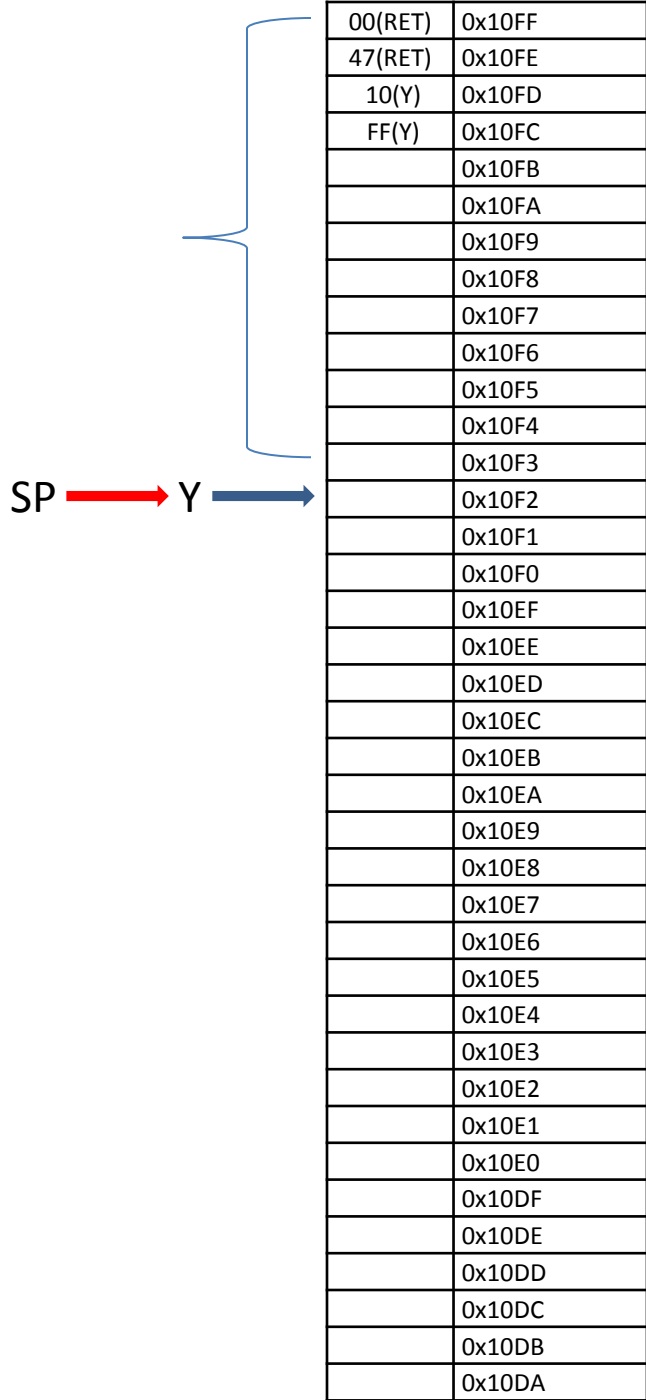 00(RET) 0x10FF
47(RET) 0x10FE
10(Y) 0x10FD
FF(Y) 0x10FC
0x10FB
0x10FA
0x10F9
0x10F8
0x10F7
0x10F6
0x10F5
0x10F4
0x10F3
SP Y 0x10F2
0x10F1
0x10F0
0x10EF
0x10EE
0x10ED
0x10EC
0x10EB
0x10EA
0x10E9
0x10E8
0x10E7
0x10E6
0x10E5
0x10E4
0x10E3
0x10E2
0x10E1
0x10E0
0x10DF
0x10DE
0x10DD
0x10DC
0x10DB
0x10DA